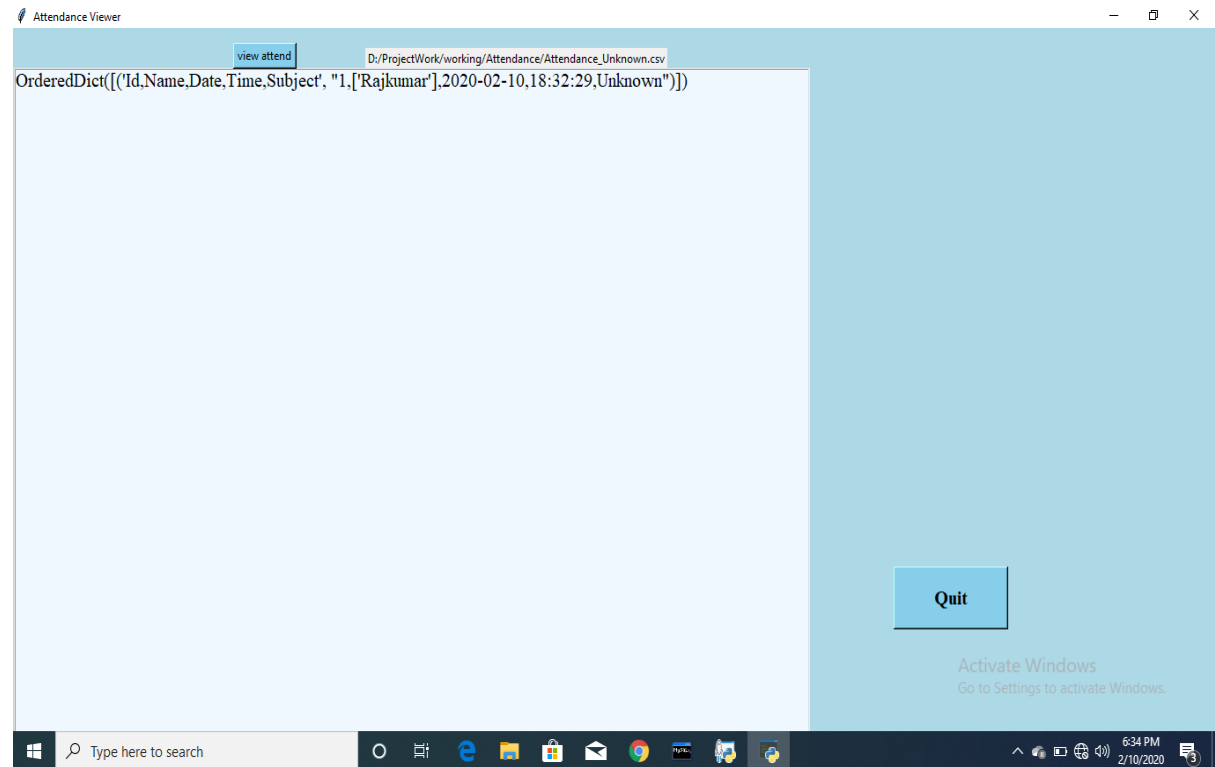 Attendance Viewer
view attend
D:/ProjectWork/working/Attendance/Attendance_Unknown.csv
OrderedDict([('Id,Name,Date,Time,Subject', "1,['Rajkumar'],2020-02-10,18:32:29,Unknown")])
Quit
Activate Windows
Go to Settings to activate Windows.
Type here to search
6:34 PM
2/10/2020
3